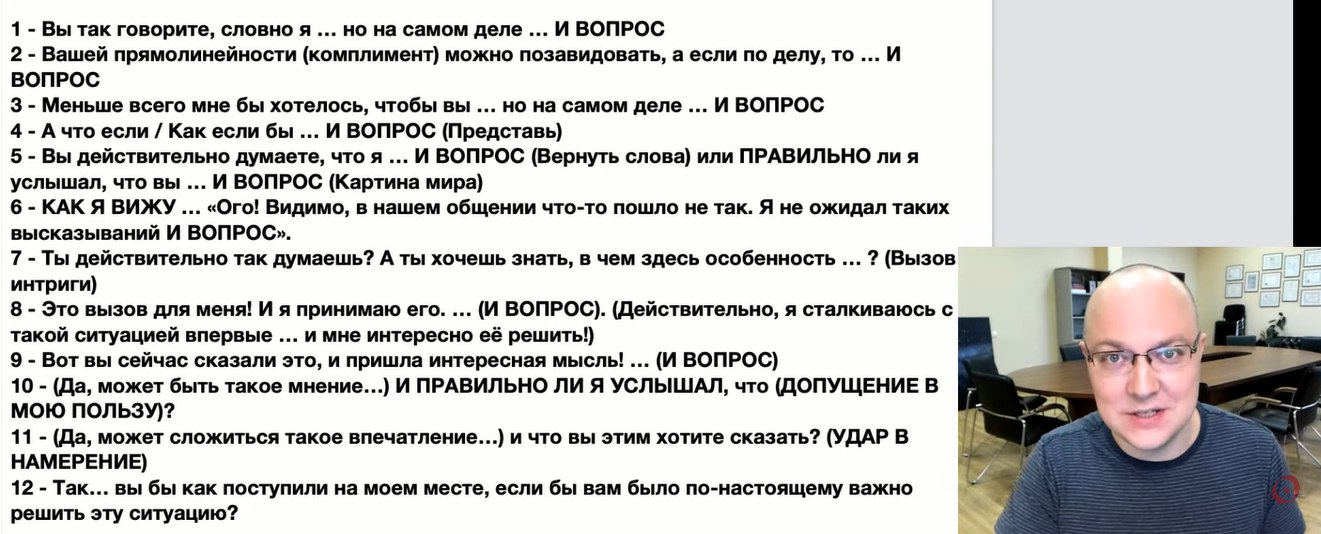 1 - Вы так говорите, словно я … но на самом деле … И ВОПРОС
2 - Вашей прямолинейности (комплимент) можно позавидовать, а если по делу, то … И
ВОПРОС
3 - Меньше всего мне бы хотелось, чтобы вы … но на самом деле … И ВОПРОС
4 - А что если / Как если бы … И ВОПРОС (Представь)
5 - Вы действительно думаете, что я … И ВОПРОС (Вернуть слова) или ПРАВИЛЬНО ли я
услышал, что вы … И ВОПРОС (Картина мира)
6 - КАК Я ВИЖУ … «Ого! Видимо, в нашем общении что-то пошло не так. Я не ожидал таких
высказываний И ВОПРОС».
7 - Ты действительно так думаешь? А ты хочешь знать, в чем здесь особенность … ? (Вызов
интриги)
8 - Это вызов для меня! И я принимаю его. … (И ВОПРОС). (Действительно, я сталкиваюсь с
такой ситуацией впервые … и мне интересно её решить!)
9 - Вот вы сейчас сказали это, и пришла интересная мысль! … (И ВОПРОС)
10 - (Да, может быть такое мнение…) И ПРАВИЛЬНО ЛИ Я УСЛЫШАЛ, что (ДОПУЩЕНИЕ В
МОЮ ПОЛЬЗУ)?
11 - (Да, может сложиться такое впечатление…) и что вы этим хотите сказать? (УДАР В
НАМЕРЕНИЕ)
12 - Так… вы бы как поступили на моем месте, если бы вам было по-настоящему важно
решить эту ситуацию?